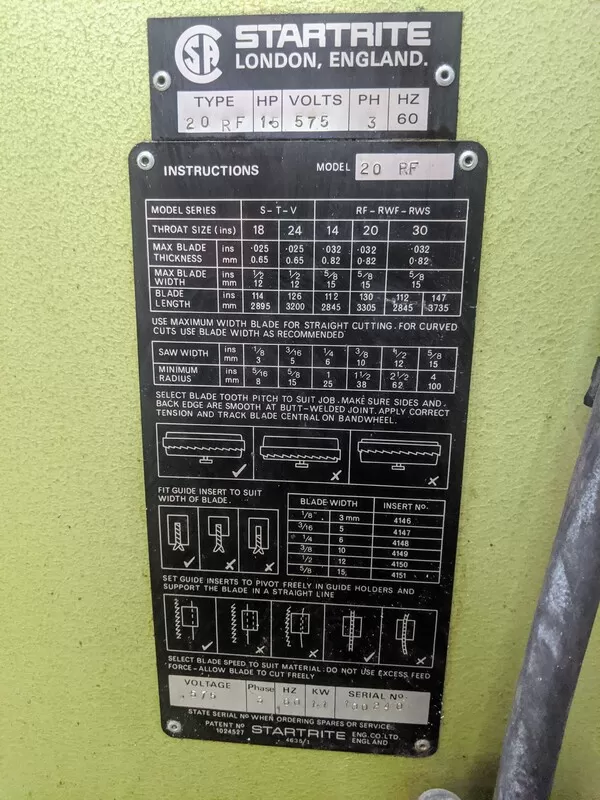 CSA
STARTRITE
LONDON, ENGLAND.
TYPE HP VOLTS PH HZ
20 RF 1·5 575 3 60
INSTRUCTIONS MODEL 20 RF
MODEL SERIES S-T-V RF-RWF-RWS
THROAT SIZE (ins) 18 24 14 20 30
MAX BLADE ins ·025 ·025 ·032 ·032 ·032
THICKNESS mm 0.65 0.65 0.82 0.82 0·82
MAX BLADE ins 1/2 1/2 5/8 5/8 5/8
WIDTH mm 12 12 15 15 15
BLADE ins 114 126 112 130 112 147
LENGTH mm 2895 3200 2845 3305 2845 3735
USE MAXIMUM WIDTH BLADE FOR STRAIGHT CUTTING. FOR CURVED
CUTS USE BLADE WIDTH AS RECOMMENDED
SAW WIDTH ins 1/8 3/16 1/4 3/8 1/2 5/8
mm 3 5 6 10 12 15
MINIMUM ins 5/16 5/8 1 1 1/2 2 1/2 4
RADIUS mm 8 15 25 38 62 100
SELECT BLADE TOOTH PITCH TO SUIT JOB. MAKE SURE SIDES AND
BACK EDGE ARE SMOOTH AT BUTT-WELDED JOINT. APPLY CORRECT
TENSION AND TRACK BLADE CENTRAL ON BANDWHEEL.
FIT GUIDE INSERT TO SUIT
WIDTH OF BLADE.
BLADE WIDTH INSERT No.
1/8" 3mm 4146
3/16 5 4147
1/4 6 4148
3/8 10 4149
1/2 12 4150
5/8 15 4151
SET GUIDE INSERTS TO PIVOT FREELY IN GUIDE HOLDERS AND
SUPPORT THE BLADE IN A STRAIGHT LINE
SELECT BLADE SPEED TO SUIT MATERIAL. DO NOT USE EXCESS FEED
FORCE-ALLOW BLADE TO CUT FREELY
VOLTAGE Phase HZ KW SERIAL No.
575 3 60 1.1
STATE SERIAL No WHEN ORDERING SPARES OR SERVICE
PATENT No
1024527
STARTRITE ENG. CO. LTD.
ENGLAND
4635/1